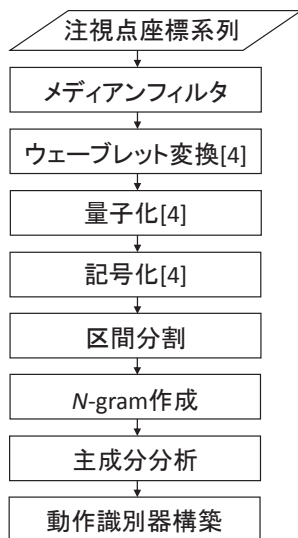 注視点座標系列
メディアンフィルタ
ウェーブレット変換[4]
量子化[4]
記号化[4]
区間分割
N-gram作成
主成分分析
動作識別器構築